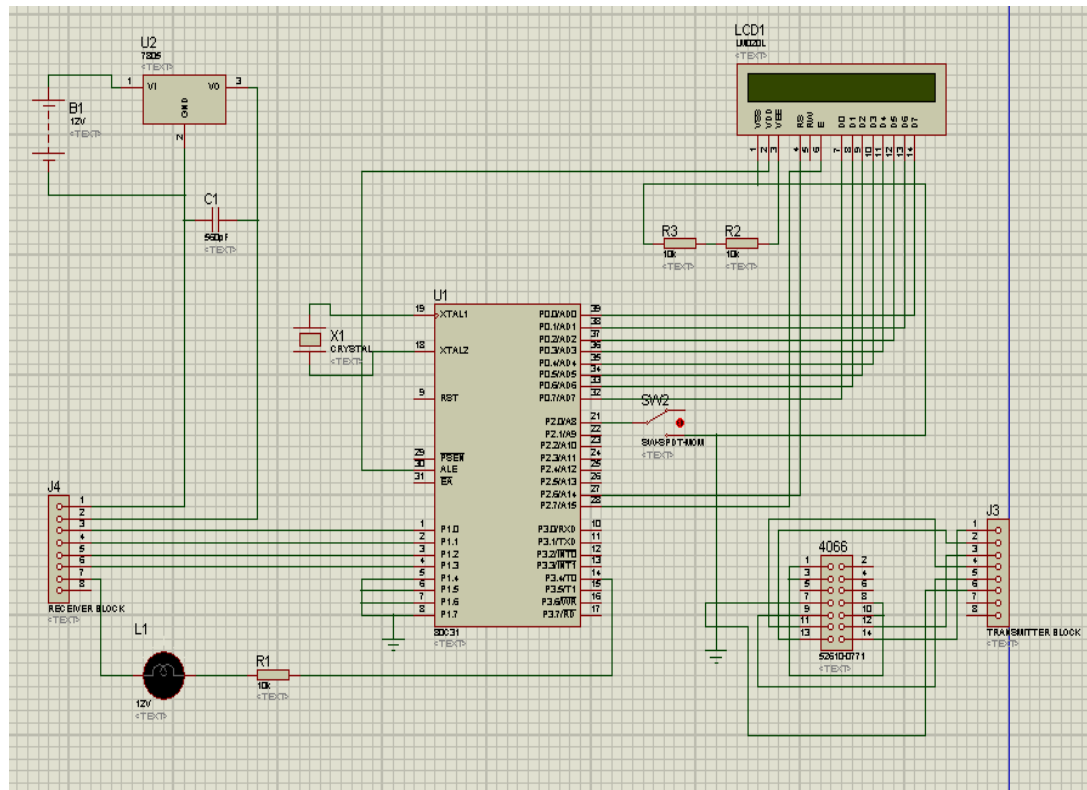 U2
7805
<TEXT>
1
VI
VO
3
GND
2
B1
12V
<TEXT>
C1
560pF
<TEXT>
LCD1
LM020L
<TEXT>
VSS
VDD
VEE
RS
RW
E
D0
D1
D2
D3
D4
D5
D6
D7
1
2
3
4
5
6
7
8
9
10
11
12
13
14
R3
10k
<TEXT>
R2
10k
<TEXT>
X1
CRYSTAL
<TEXT>
U1
19 XTAL1
18 XTAL2
9 RST
29 PSEN
30 ALE
31 EA
1 P1.0
2 P1.1
3 P1.2
4 P1.3
5 P1.4
6 P1.5
7 P1.6
8 P1.7
P0.0/AD0 39
P0.1/AD1 38
P0.2/AD2 37
P0.3/AD3 36
P0.4/AD4 35
P0.5/AD5 34
P0.6/AD6 33
P0.7/AD7 32
P2.0/A8 21
P2.1/A9 22
P2.2/A10 23
P2.3/A11 24
P2.4/A12 25
P2.5/A13 26
P2.6/A14 27
P2.7/A15 28
P3.0/RXD 10
P3.1/TXD 11
P3.2/INT0 12
P3.3/INT1 13
P3.4/T0 14
P3.5/T1 15
P3.6/WR 16
P3.7/RD 17
80C31
<TEXT>
SW2
SW-SPDT-MOM
<TEXT>
J4
1
2
3
4
5
6
7
8
RECEIVER BLOCK
<TEXT>
L1
12V
<TEXT>
R1
10k
<TEXT>
4066
1 2
3 4
5 6
7 8
9 10
11 12
13 14
52610-0771
<TEXT>
J3
1
2
3
4
5
6
7
8
TRANSMITTER BLOCK
<TEXT>